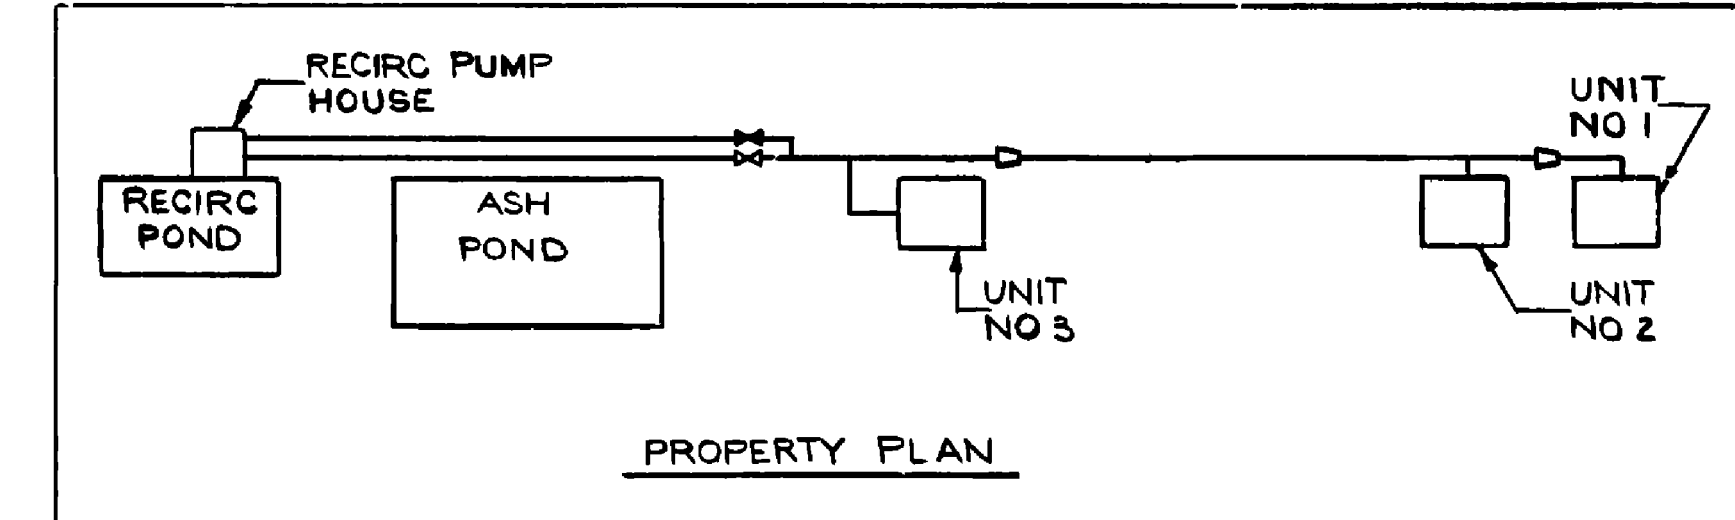 RECIRC PUMP
HOUSE
UNIT
NO 1
RECIRC
POND
ASH
POND
UNIT
NO 3
UNIT
NO 2
PROPERTY PLAN